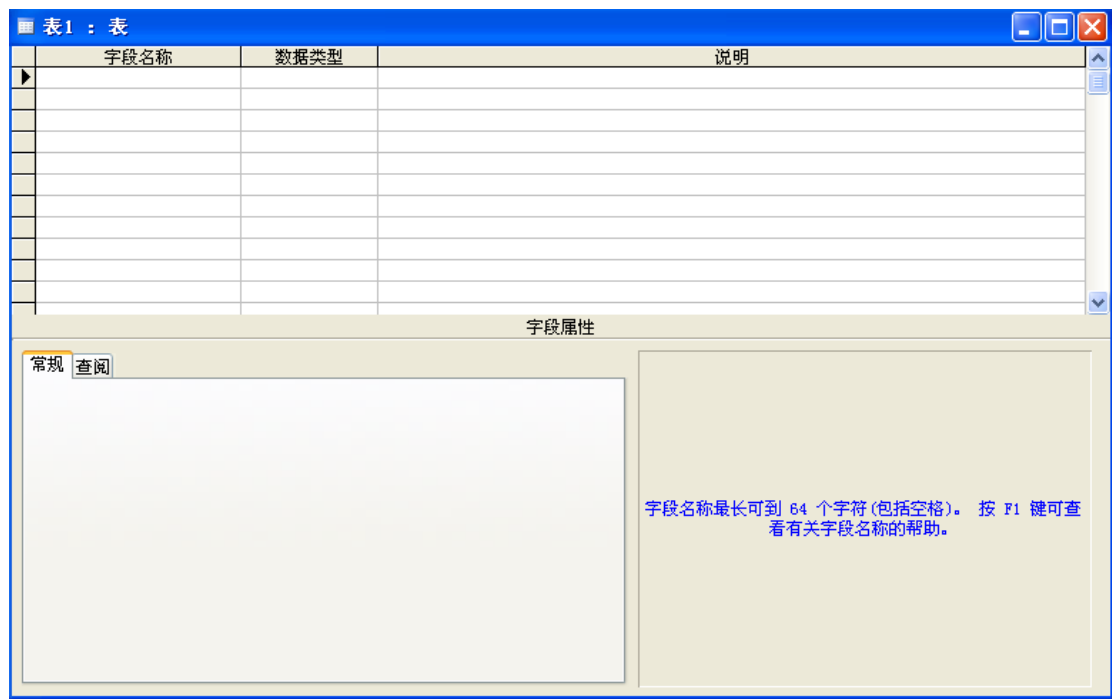 表1 : 表
字段名称 数据类型 说明
字段属性
常规 查阅
字段名称最长可到 64 个字符(包括空格)。 按 F1 键可查
看有关字段名称的帮助。